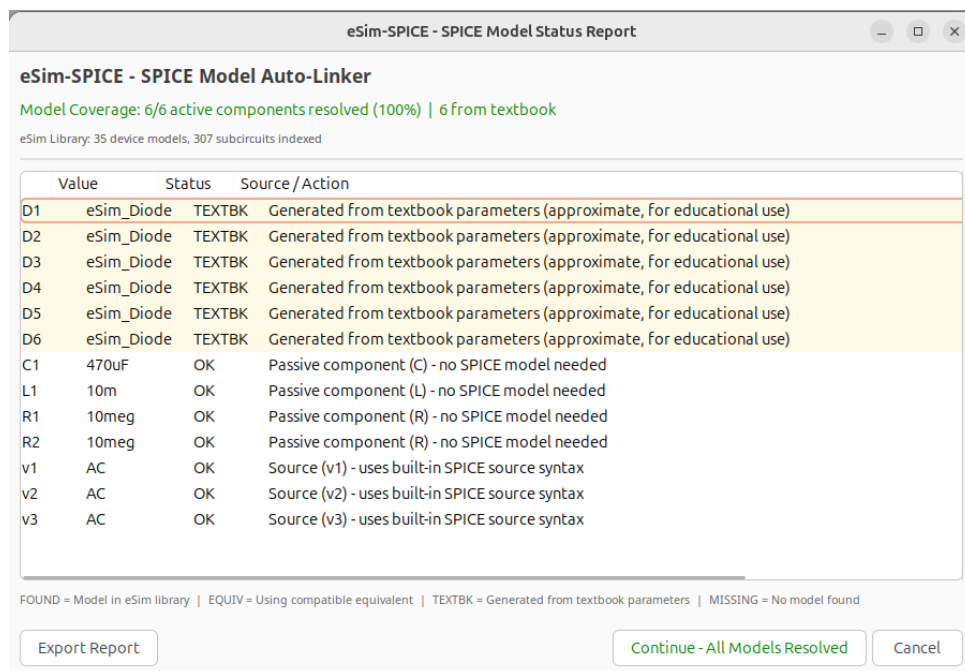 eSim-SPICE - SPICE Model Status Report
eSim-SPICE - SPICE Model Auto-Linker
Model Coverage: 6/6 active components resolved (100%) | 6 from textbook
eSim Library: 35 device models, 307 subcircuits indexed
Value Status Source / Action
D1 eSim_Diode TEXTBK Generated from textbook parameters (approximate, for educational use)
D2 eSim_Diode TEXTBK Generated from textbook parameters (approximate, for educational use)
D3 eSim_Diode TEXTBK Generated from textbook parameters (approximate, for educational use)
D4 eSim_Diode TEXTBK Generated from textbook parameters (approximate, for educational use)
D5 eSim_Diode TEXTBK Generated from textbook parameters (approximate, for educational use)
D6 eSim_Diode TEXTBK Generated from textbook parameters (approximate, for educational use)
C1 470uF OK Passive component (C) - no SPICE model needed
L1 10m OK Passive component (L) - no SPICE model needed
R1 10meg OK Passive component (R) - no SPICE model needed
R2 10meg OK Passive component (R) - no SPICE model needed
v1 AC OK Source (v1) - uses built-in SPICE source syntax
v2 AC OK Source (v2) - uses built-in SPICE source syntax
v3 AC OK Source (v3) - uses built-in SPICE source syntax
FOUND = Model in eSim library | EQUIV = Using compatible equivalent | TEXTBK = Generated from textbook parameters | MISSING = No model found
Export Report Continue - All Models Resolved Cancel